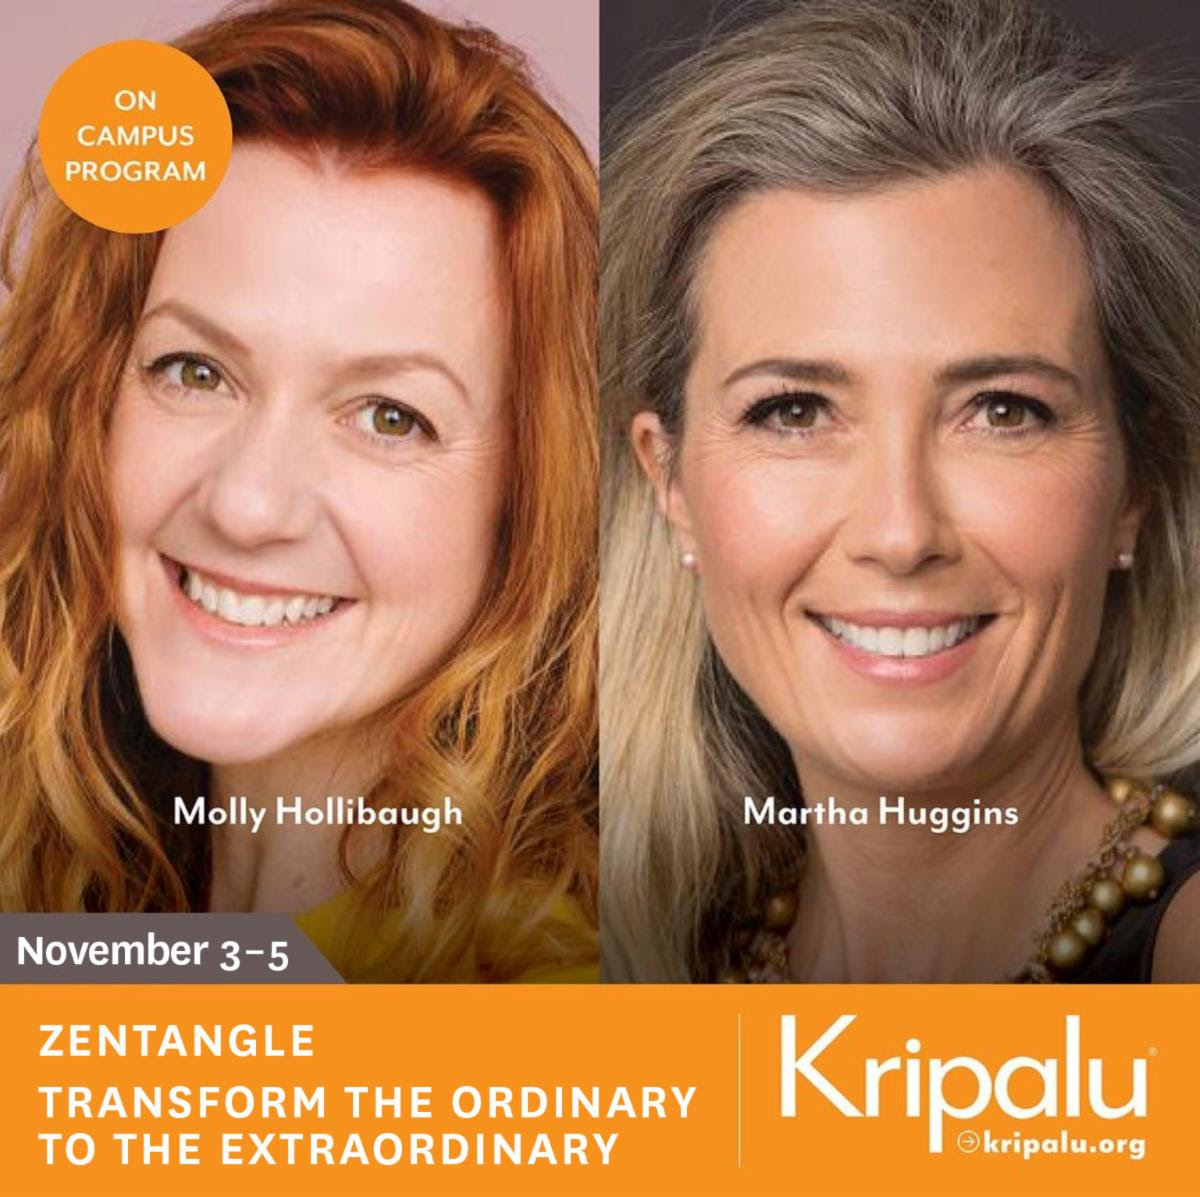 ON
CAMPUS
PROGRAM
Molly Hollibaugh
Martha Huggins
November 3–5
ZENTANGLE
TRANSFORM THE ORDINARY
TO THE EXTRAORDINARY
Kripalu®
kripalu.org